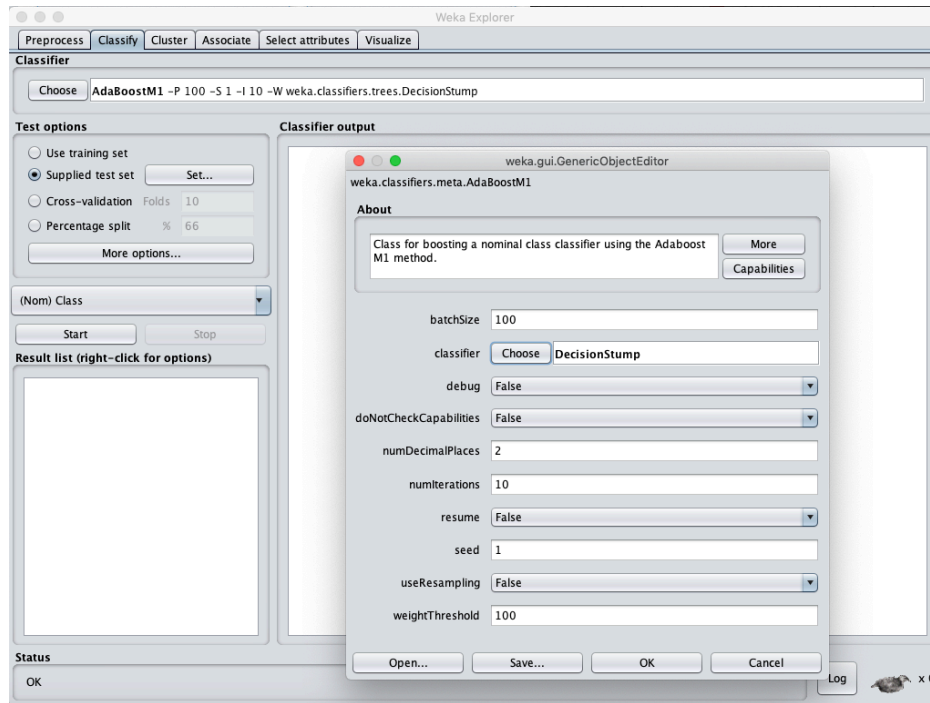 Weka Explorer
Preprocess Classify Cluster Associate Select attributes Visualize
Classifier
Choose AdaBoostM1 -P 100 -S 1 -I 10 -W weka.classifiers.trees.DecisionStump
Test options
Use training set
Supplied test set Set...
Cross-validation Folds 10
Percentage split % 66
More options...
(Nom) Class
Start Stop
Result list (right-click for options)
Classifier output
weka.gui.GenericObjectEditor
weka.classifiers.meta.AdaBoostM1
About
Class for boosting a nominal class classifier using the Adaboost
M1 method.
More
Capabilities
batchSize 100
classifier Choose DecisionStump
debug False
doNotCheckCapabilities False
numDecimalPlaces 2
numIterations 10
resume False
seed 1
useResampling False
weightThreshold 100
Open... Save... OK Cancel
Status
OK
Log
x